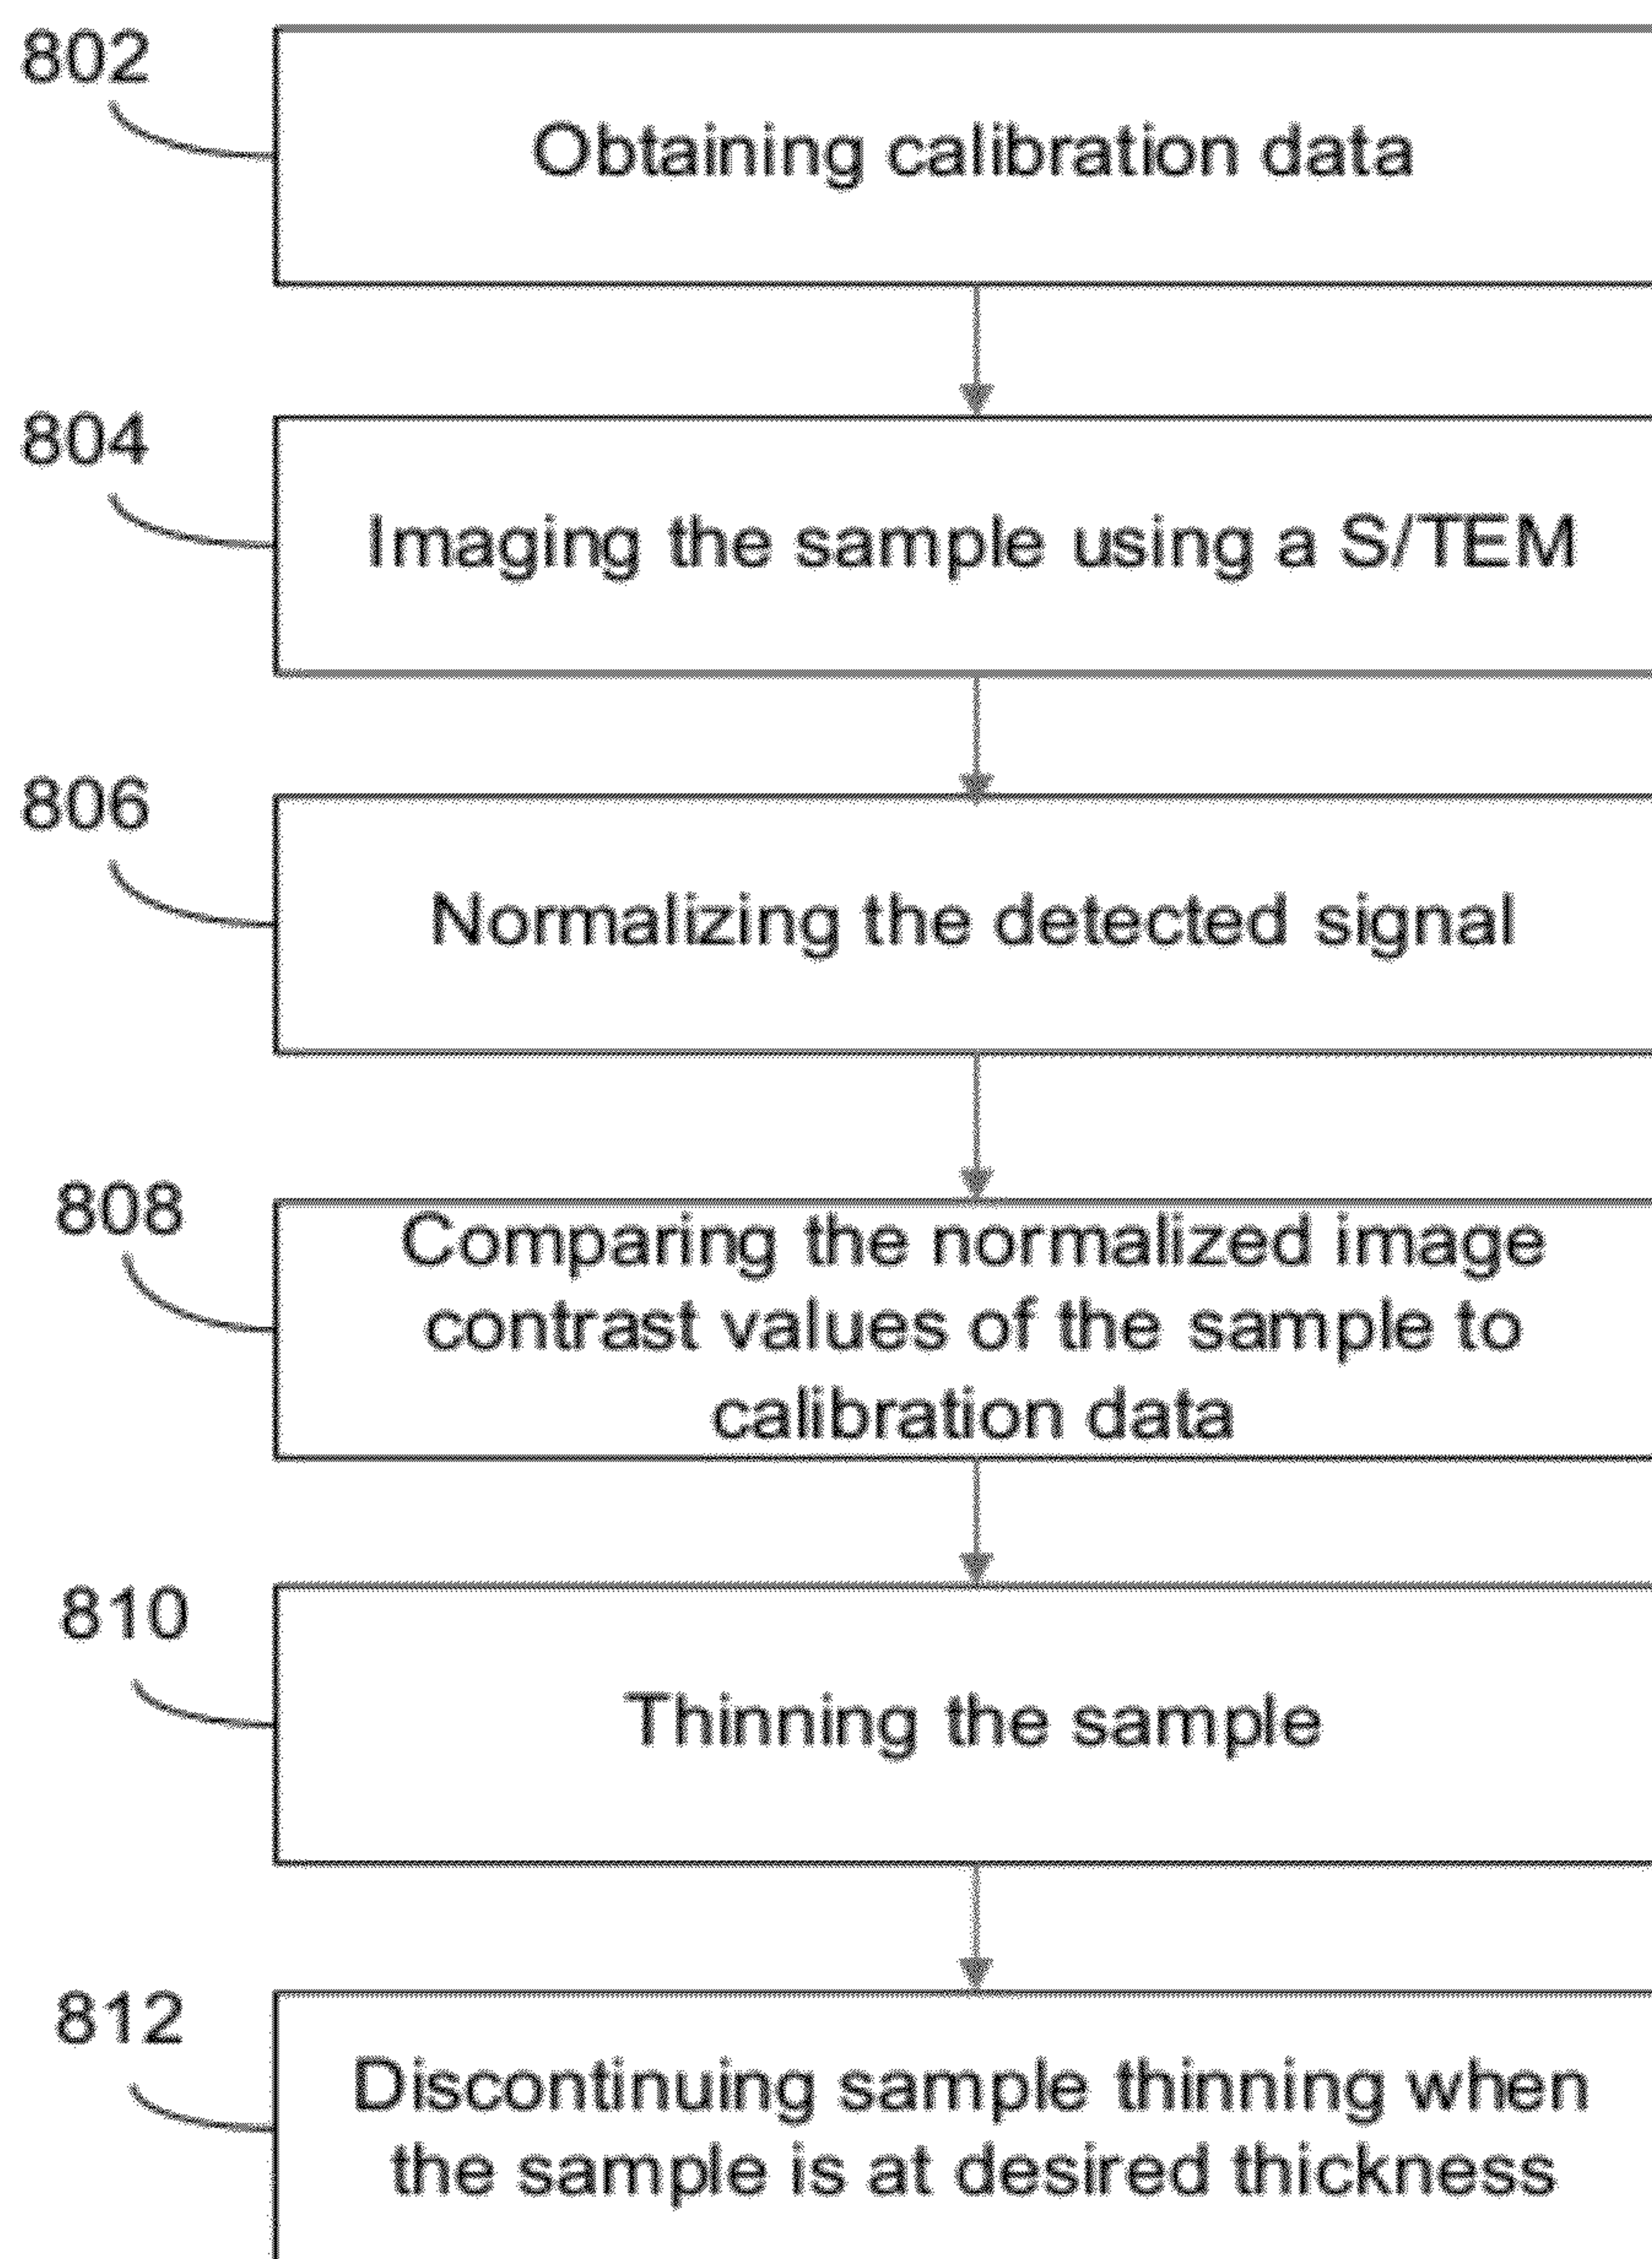 802
Obtaining calibration data
804
Imaging the sample using a S/TEM
806
Normalizing the detected signal
808
Comparing the normalized image
contrast values of the sample to
calibration data
810
Thinning the sample
812
Discontinuing sample thinning when
the sample is at desired thickness